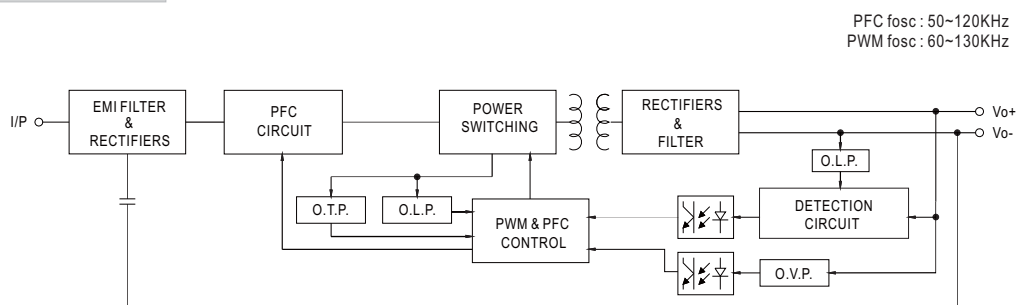 PFC fosc : 50~120KHz
PWM fosc : 60~130KHz
I/P
EMI FILTER
&
RECTIFIERS
PFC
CIRCUIT
POWER
SWITCHING
RECTIFIERS
&
FILTER
Vo+
Vo-
O.L.P.
O.T.P.
O.L.P.
PWM & PFC
CONTROL
DETECTION
CIRCUIT
O.V.P.